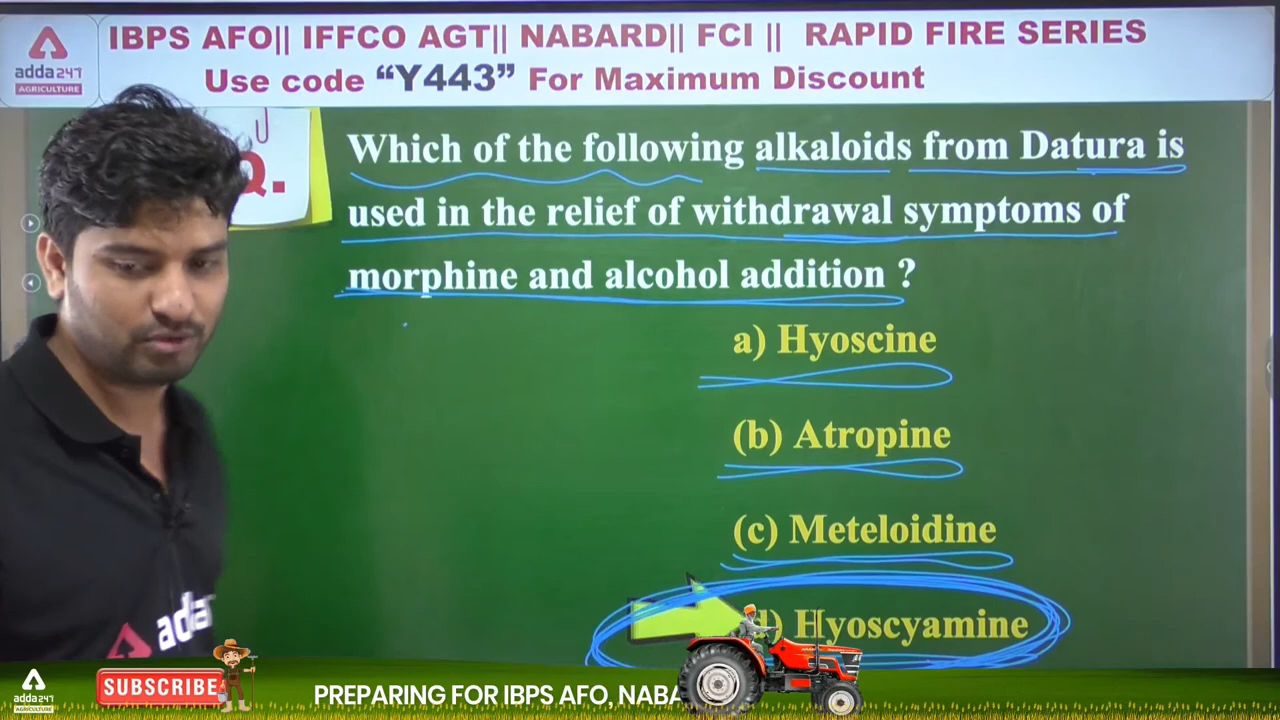 IBPS AFO|| IFFCO AGT|| NABARD|| FCI || RAPID FIRE SERIES
adda247
AGRICULTURE
Use code “Y443” For Maximum Discount
Q.
Which of the following alkaloids from Datura is
used in the relief of withdrawal symptoms of
morphine and alcohol addition ?
a) Hyoscine
(b) Atropine
(c) Meteloidine
d) Hyoscyamine
ad
adda247
AGRICULTURE
SUBSCRIBE
PREPARING FOR IBPS AFO, NABA